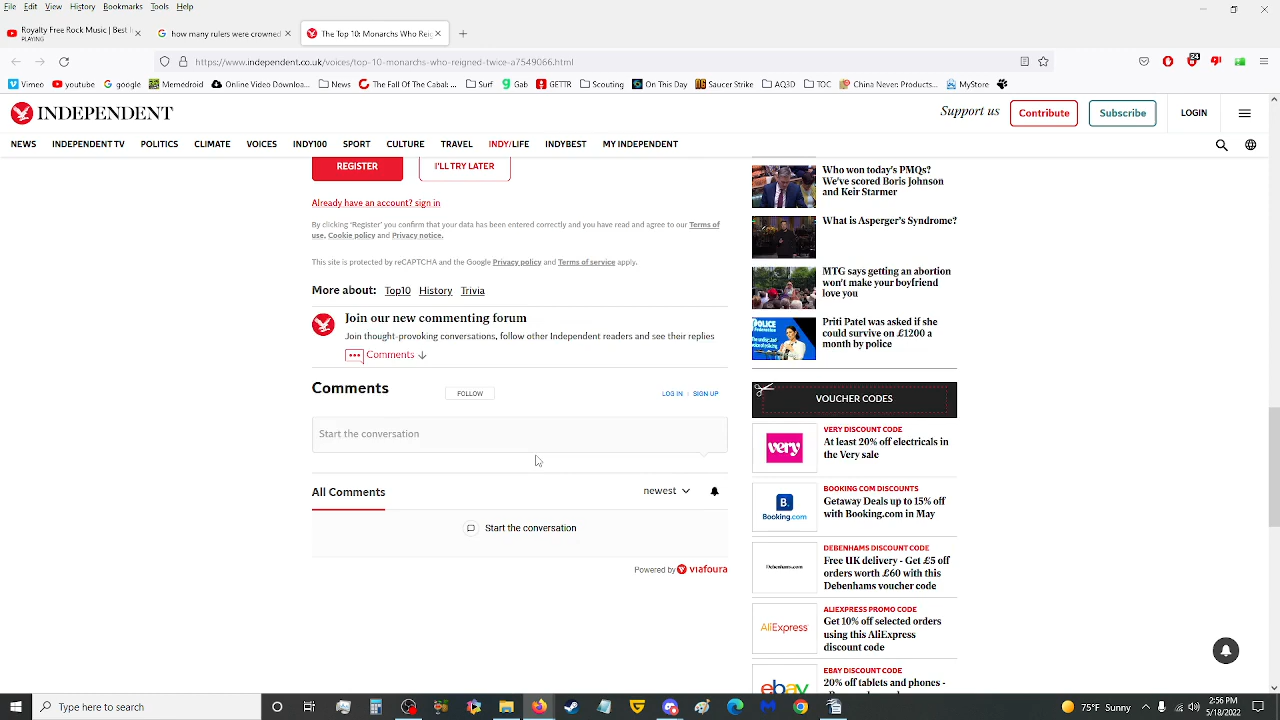 File Edit View History Bookmarks Tools Help
Royalty Free Rock Music | Best
PLAYING
how many rules were crowned
The Top 10: Monarchs Who Reig
https://www.independent.co.uk/voices/top-10-monarchs-who-reigned-twice-a7549066.html
Vimeo youtube google metrodroid Online Video Downloa... News The Fall Of The Cabal: ... Surf Gab GETTR Scouting On This Day Saucer Strike AQ3D TOC China Never Products... MyStore
INDEPENDENT
Support us Contribute Subscribe LOGIN
NEWS INDEPENDENT TV POLITICS CLIMATE VOICES INDY100 SPORT CULTURE TRAVEL INDY/LIFE INDYBEST MY INDEPENDENT
REGISTER I'LL TRY LATER
Already have an account? sign in
By clicking 'Register' you confirm that your data has been entered correctly and you have read and agree to our Terms of
use, Cookie policy and Privacy notice.
This site is protected by reCAPTCHA and the Google Privacy policy and Terms of service apply.
More about: Top10 History Trivia
Join our new commenting forum
Join thought-provoking conversations, follow other Independent readers and see their replies
Comments
Comments FOLLOW LOG IN SIGN UP
Start the conversation
All Comments newest
Start the conversation
Powered by viafoura
Who won today's PMQs?
We've scored Boris Johnson
and Keir Starmer
What is Asperger's Syndrome?
MTG says getting an abortion
won't make your boyfriend
love you
Priti Patel was asked if she
could survive on £1200 a
month by police
VOUCHER CODES
very
VERY DISCOUNT CODE
At least 20% off electricals in
the Very sale
B.
Booking.com
BOOKING COM DISCOUNTS
Getaway Deals up to 15% off
with Booking.com in May
Debenhams.com
DEBENHAMS DISCOUNT CODE
Free UK delivery - Get £5 off
orders worth £60 with this
Debenhams voucher code
AliExpress
ALIEXPRESS PROMO CODE
Get 10% off selected orders
using this AliExpress
discount code
ebay
EBAY DISCOUNT CODE
20% off tablets and phones -
Type here to search
75°F Sunny
2:56 PM
5/18/2022